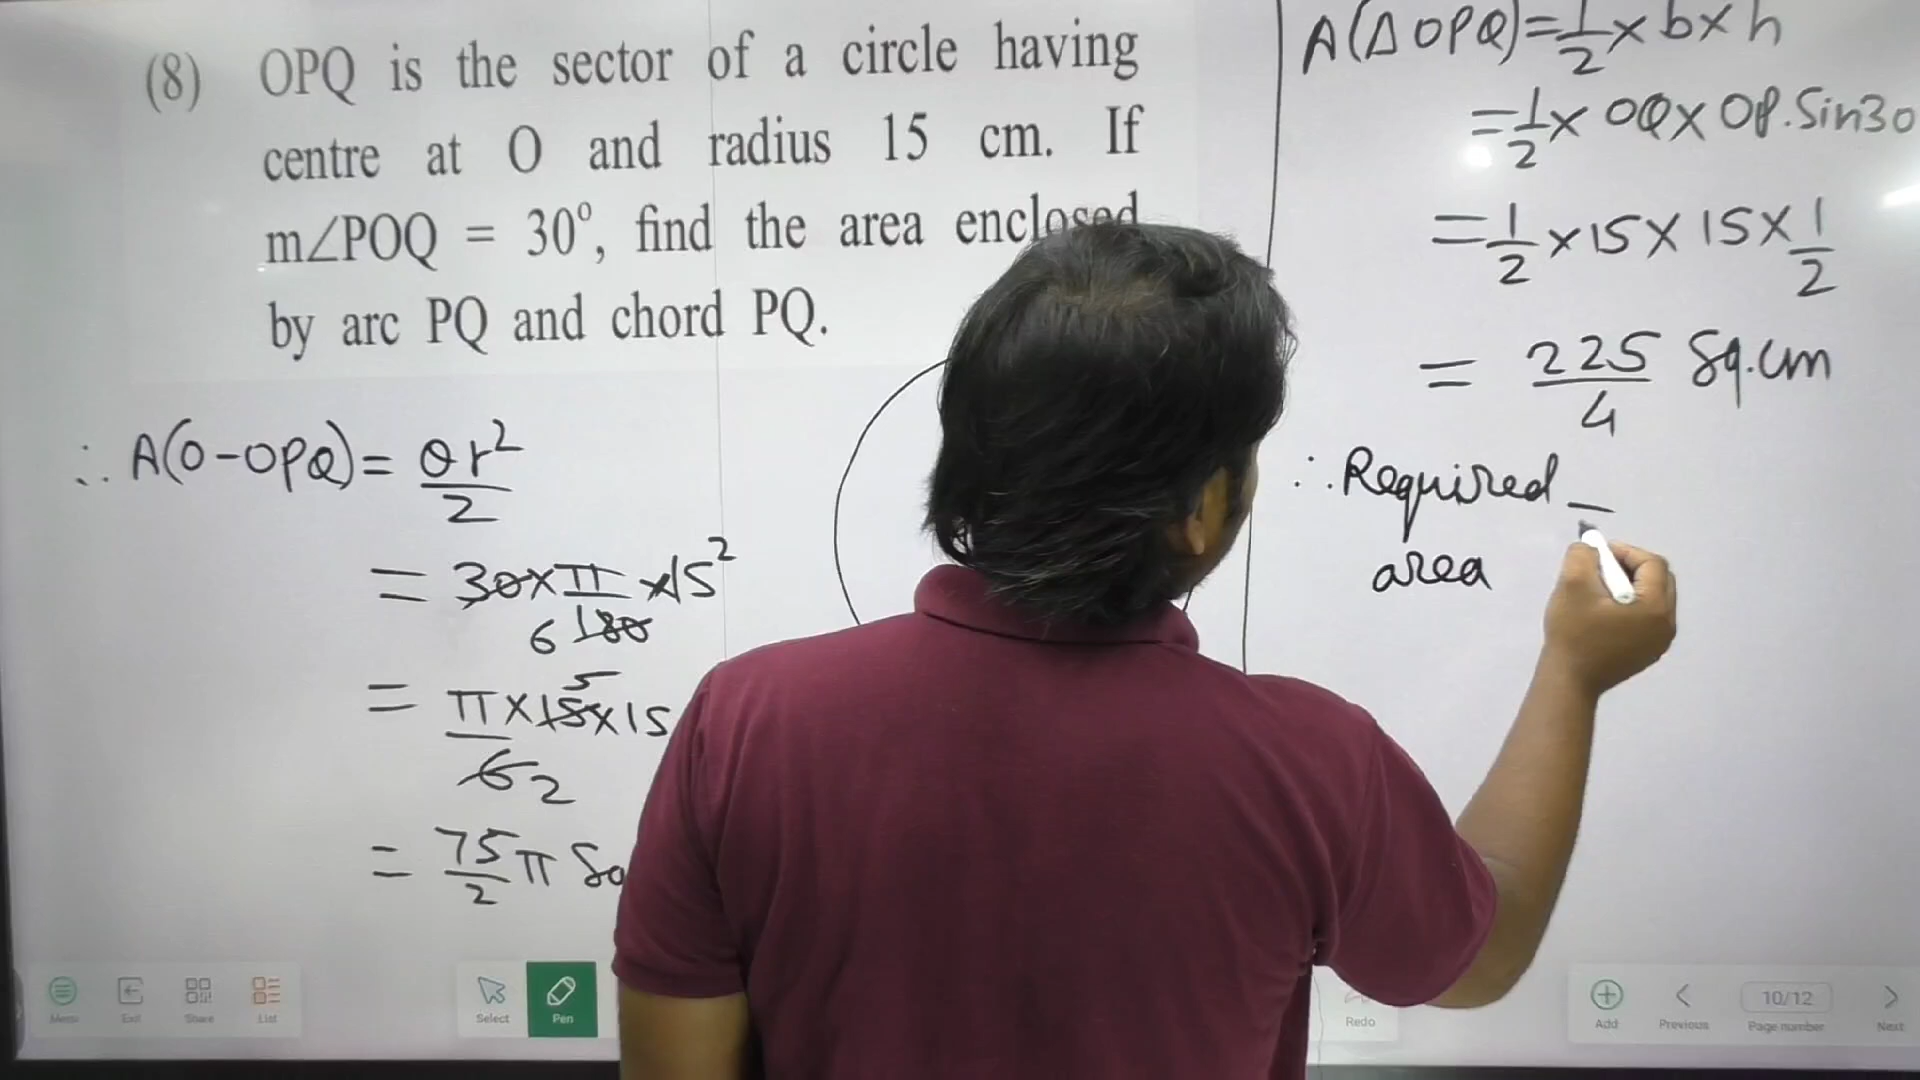 (8) OPQ is the sector of a circle having
centre at O and radius 15 cm. If
m∠POQ = 30°, find the area enclosed
by arc PQ and chord PQ.
∴ A(O-OPQ) = θr²/2
= 30×π/180 ×15²
6
= π×15×15/6
5
2
= 75/2 π
A(Δ OPQ) = 1/2 × b × h
= 1/2 × OQ × OP. Sin30
= 1/2 × 15 × 15 × 1/2
= 225/4 Sq.cm
∴ Required
area
Menu Exit Share List Select Pen Redo Add Previous 10/12 Next
Page number